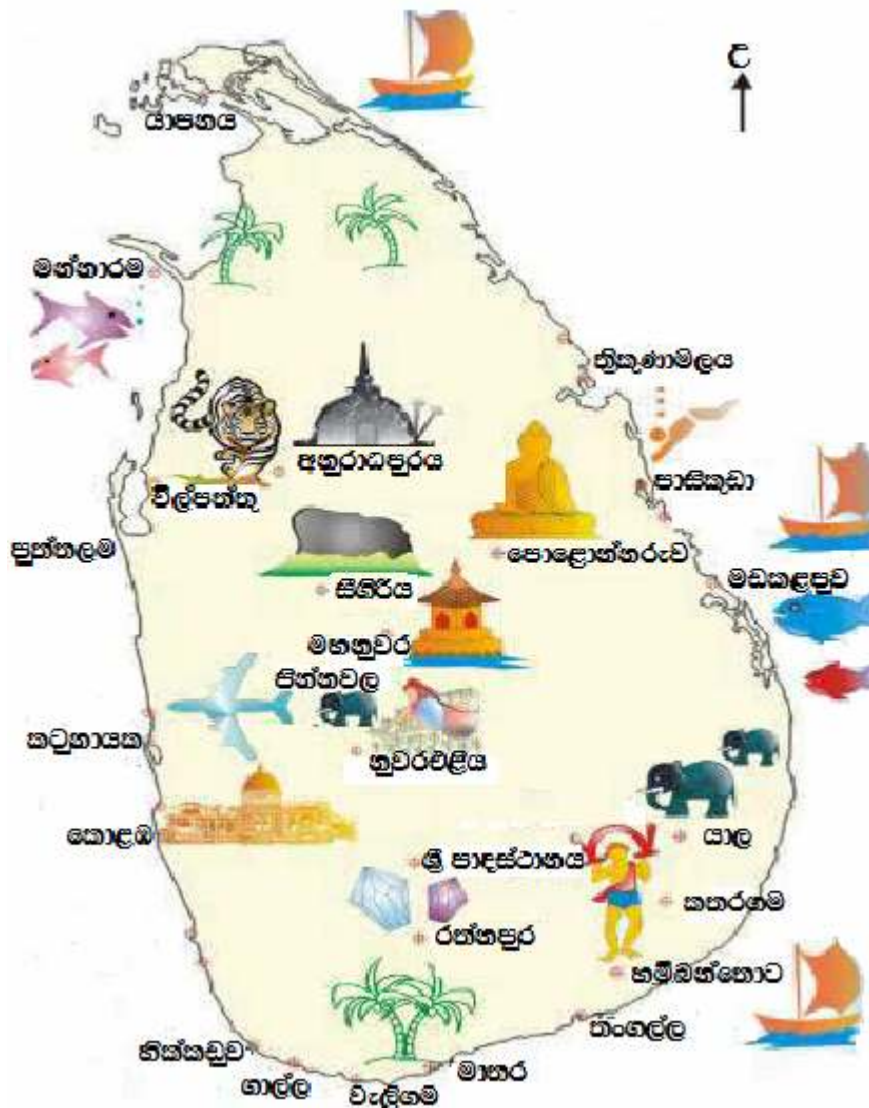 උ
යාපනය
මන්නාරම
ත්‍රිකුණාමලය
අනුරාධපුරය
පාසිකුඩා
විල්පත්තු
පුත්තලම
පොළොන්නරුව
සීගිරිය
මඩකළපුව
මහනුවර
පින්නවල
කටුනායක
නුවරඑළිය
කොළඹ
යාල
ශ්‍රී පාදස්ථානය
කතරගම
රත්නපුර
හම්බන්තොට
තංගල්ල
හික්කඩුව
ගාල්ල
මාතර
වැලිගම